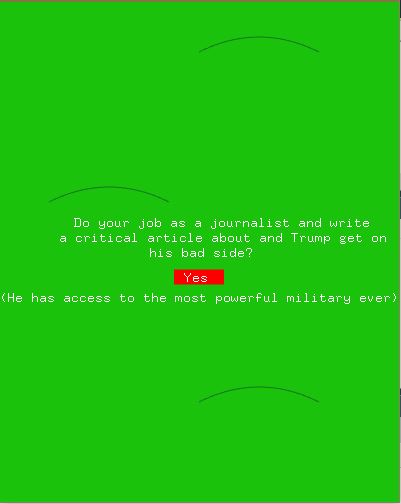 Do your job as a journalist and write
a critical article about and Trump get on
his bad side?
Yes
(He has access to the most powerful military ever)